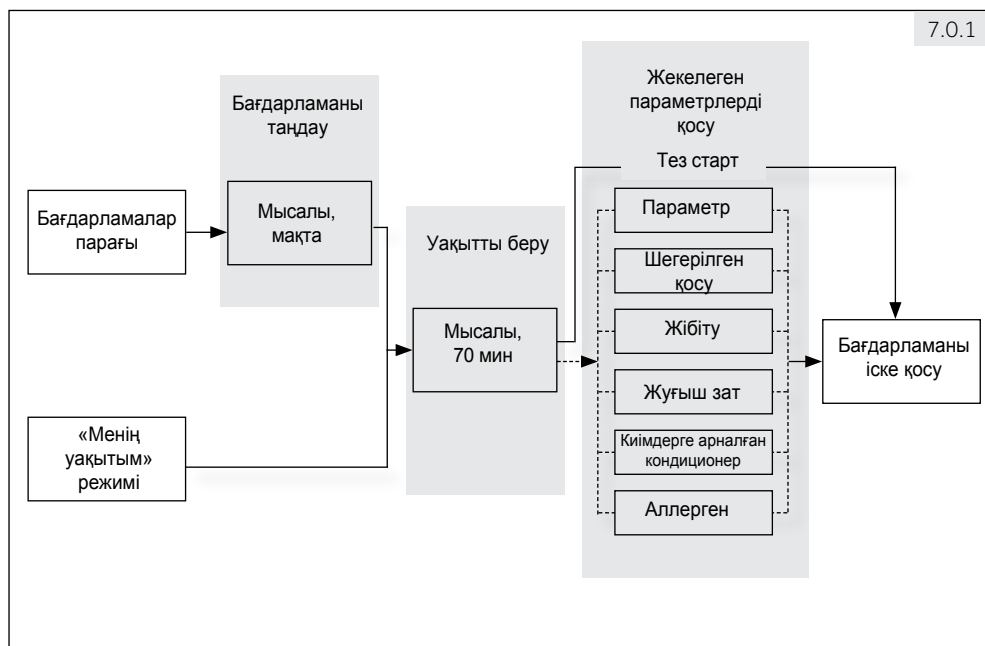 7.0.1
Бағдарламаны
таңдау
Жекелеген
параметрлерді
қосу
Тез старт
Бағдарламалар
парағы
Мысалы,
мақта
Уақытты беру
Мысалы,
70 мин
Параметр
Шегерілген
қосу
Жібіту
Жуғыш зат
Киімдерге арналған
кондиционер
Аллерген
Бағдарламаны
іске қосу
«Менің
уақытым»
режимі